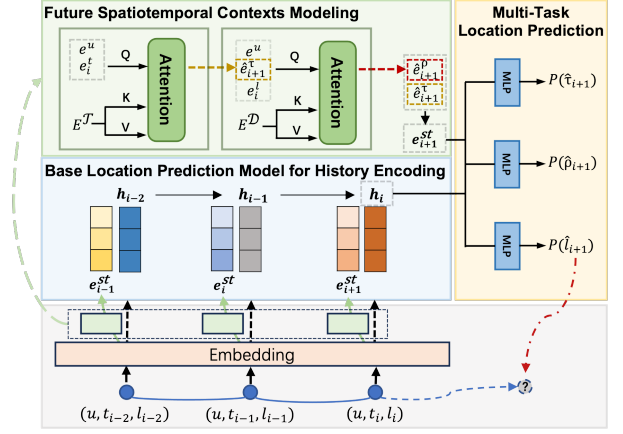 Future Spatiotemporal Contexts Modeling
e^u
e_i^t
Q
K
V
E^𝒯
Attention
e^u
ê_{i+1}^τ
e_i^l
Q
K
V
E^𝒟
Attention
ê_{i+1}^ρ
ê_{i+1}^τ
e_{i+1}^{st}
Multi-Task
Location Prediction
MLP
P(τ̂_{i+1})
MLP
P(ρ̂_{i+1})
MLP
P(l̂_{i+1})
Base Location Prediction Model for History Encoding
h_{i-2}
h_{i-1}
h_i
e_{i-1}^{st}
e_i^{st}
e_{i+1}^{st}
Embedding
?
(u, t_{i-2}, l_{i-2})
(u, t_{i-1}, l_{i-1})
(u, t_i, l_i)